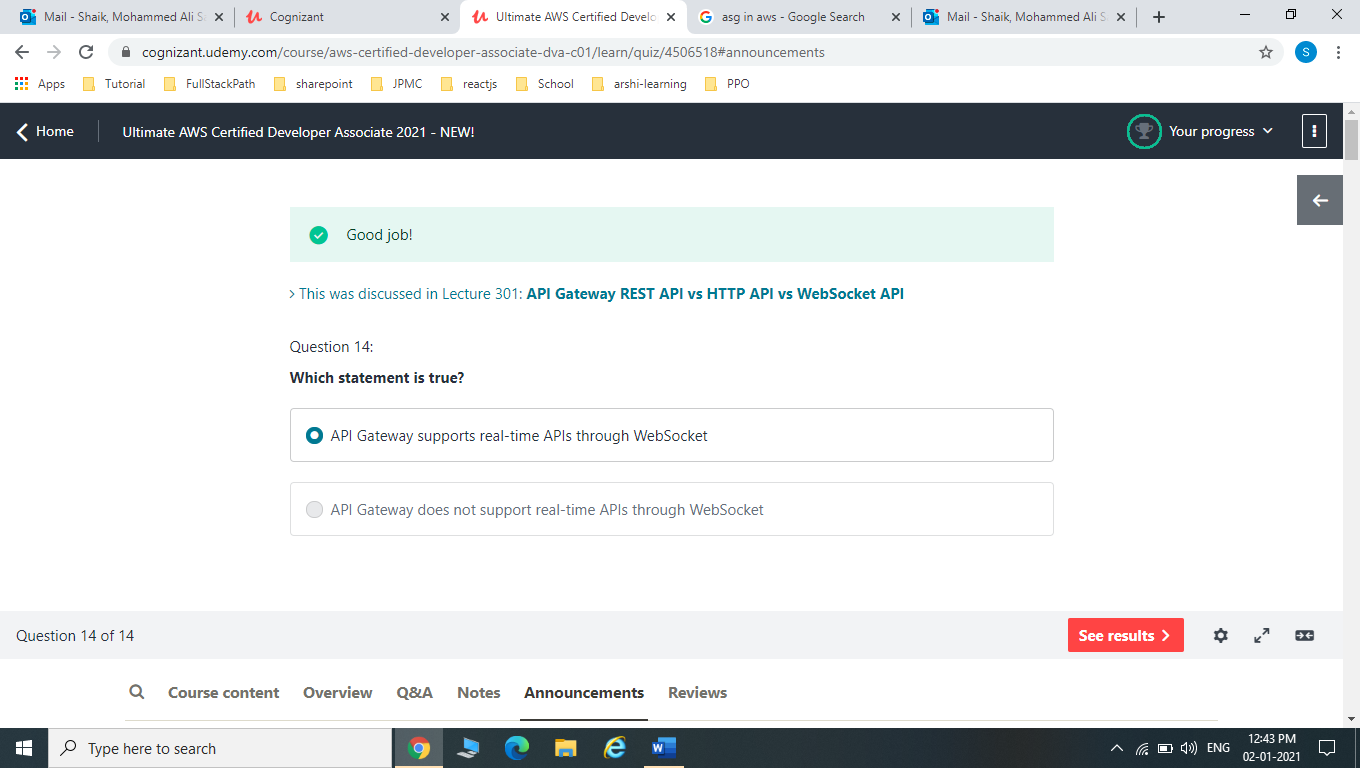 Mail - Shaik, Mohammed Ali S
Cognizant
Ultimate AWS Certified Develo
asg in aws - Google Search
Mail - Shaik, Mohammed Ali S
cognizant.udemy.com/course/aws-certified-developer-associate-dva-c01/learn/quiz/4506518#announcements
S
Apps Tutorial FullStackPath sharepoint JPMC reactjs School arshi-learning PPO
Home Ultimate AWS Certified Developer Associate 2021 - NEW! Your progress
Good job!
This was discussed in Lecture 301: API Gateway REST API vs HTTP API vs WebSocket API
Question 14:
Which statement is true?
API Gateway supports real-time APIs through WebSocket
API Gateway does not support real-time APIs through WebSocket
Question 14 of 14 See results
Course content Overview Q&A Notes Announcements Reviews
Type here to search
ENG
12:43 PM
02-01-2021